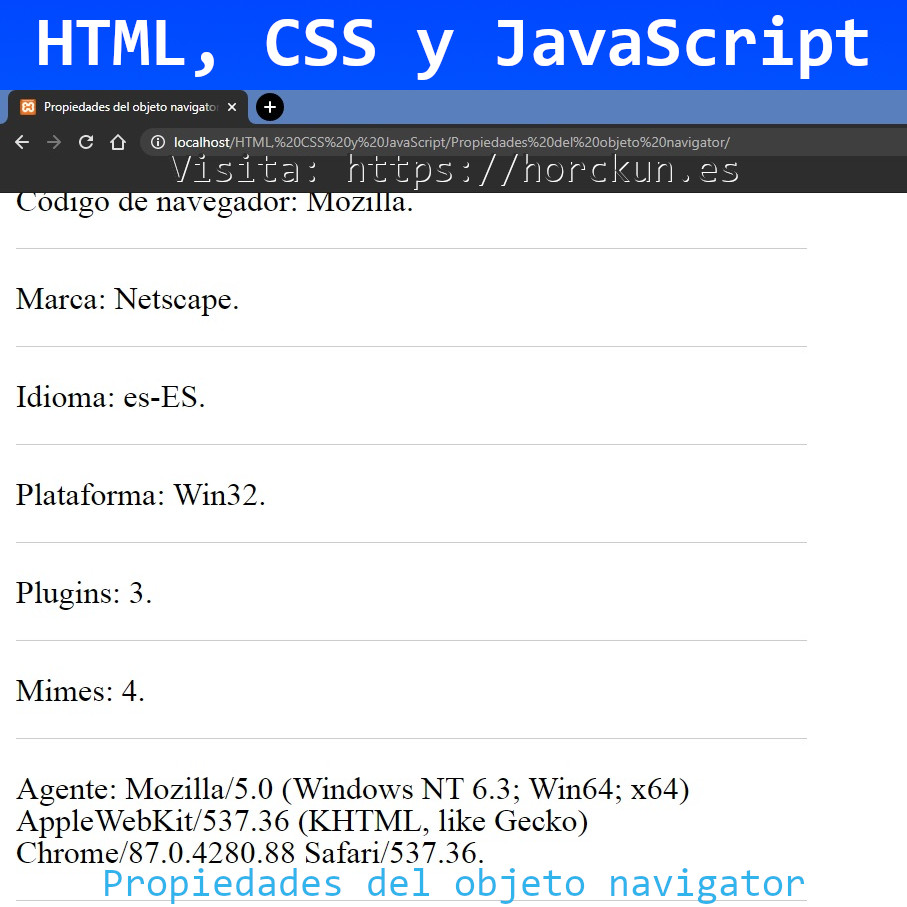 HTML, CSS y JavaScript
Propiedades del objeto navigato
localhost/HTML,%20CSS%20y%20JavaScript/Propiedades%20del%20objeto%20navigator/
Visita: https://horckun.es
Código de navegador: Mozilla.
Marca: Netscape.
Idioma: es-ES.
Plataforma: Win32.
Plugins: 3.
Mimes: 4.
Agente: Mozilla/5.0 (Windows NT 6.3; Win64; x64)
AppleWebKit/537.36 (KHTML, like Gecko)
Chrome/87.0.4280.88 Safari/537.36.
Propiedades del objeto navigator